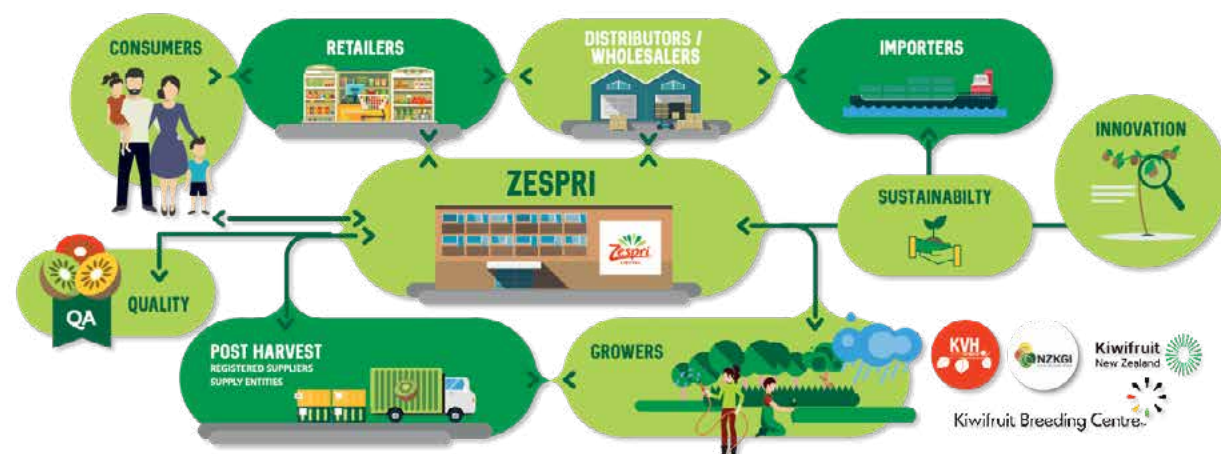 CONSUMERS
RETAILERS
DISTRIBUTORS /
WHOLESALERS
IMPORTERS
INNOVATION
ZESPRI
SUSTAINABILTY
Zespri
QA
QUALITY
POST HARVEST
REGISTERED SUPPLIERS
SUPPLY ENTITIES
GROWERS
KVH
NZKGI
Kiwifruit
New Zealand
Kiwifruit Breeding Centre